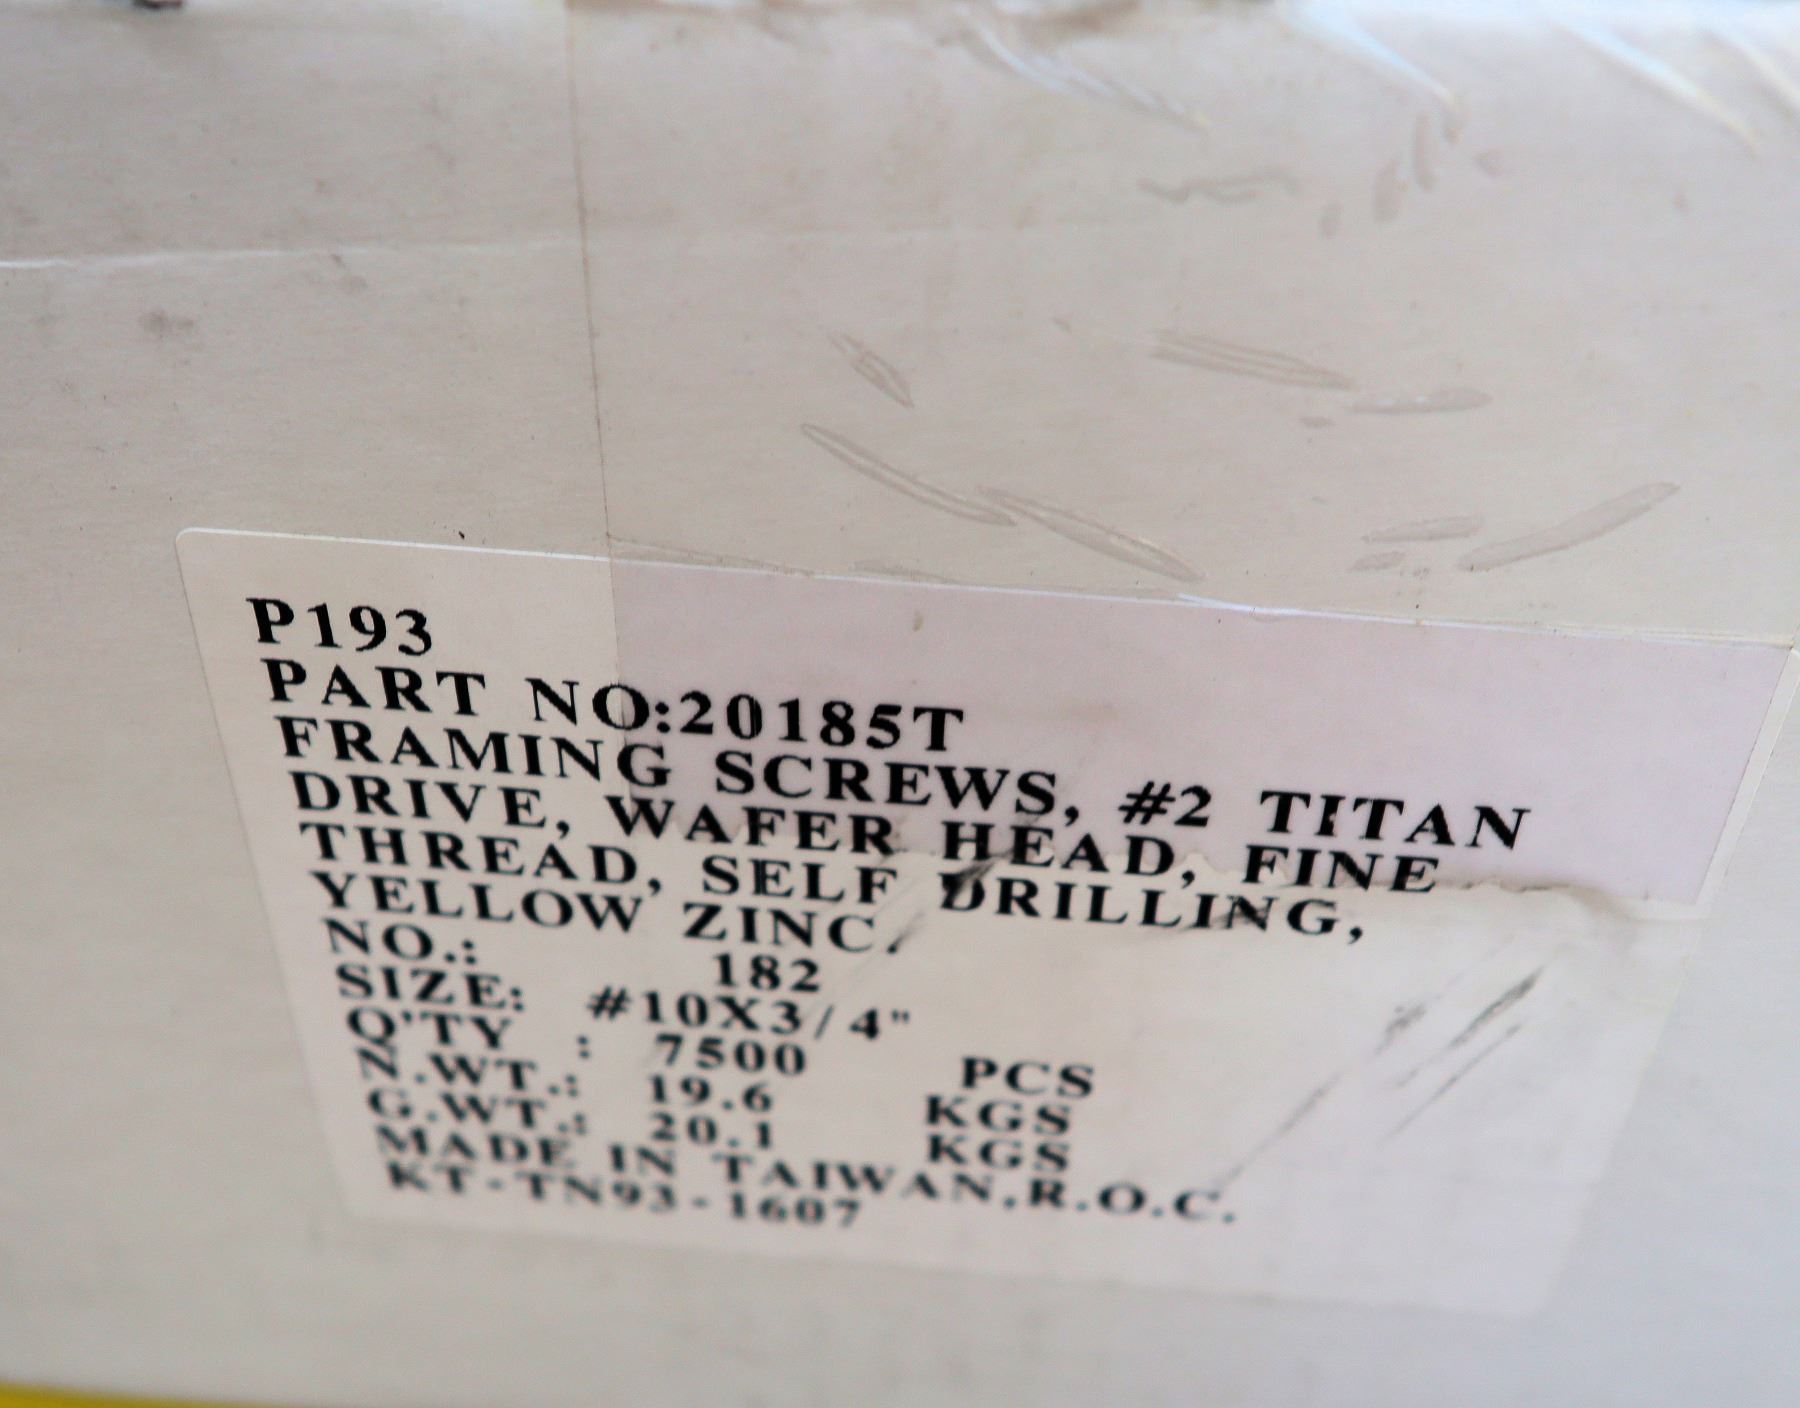 P193
PART NO:20185T
FRAMING SCREWS, #2 TITAN
DRIVE, WAFER HEAD, FINE
THREAD, SELF DRILLING,
YELLOW ZINC.
NO.: 182
SIZE: #10X3/4"
Q'TY : 7500 PCS
N.WT.: 19.6 KGS
G.WT.: 20.1 KGS
MADE IN TAIWAN,R.O.C.
KT-TN93-1607